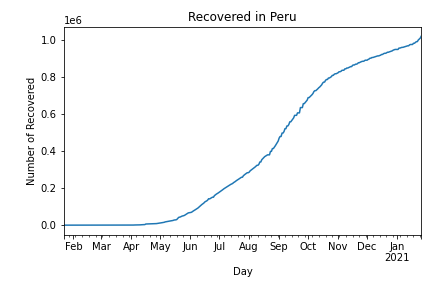 Recovered in Peru
1e6
1.0
0.8
0.6
0.4
0.2
0.0
Number of Recovered
Feb Mar Apr May Jun Jul Aug Sep Oct Nov Dec Jan
2021
Day